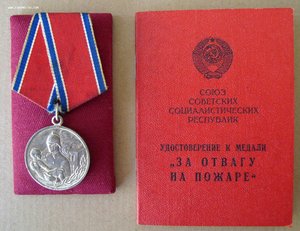 СОЮЗ
СОВЕТСКИХ
СОЦИАЛИСТИЧЕСКИХ
РЕСПУБЛИК
УДОСТОВЕРЕНИЕ К МЕДАЛИ
„ЗА ОТВАГУ
НА ПОЖАРЕ“